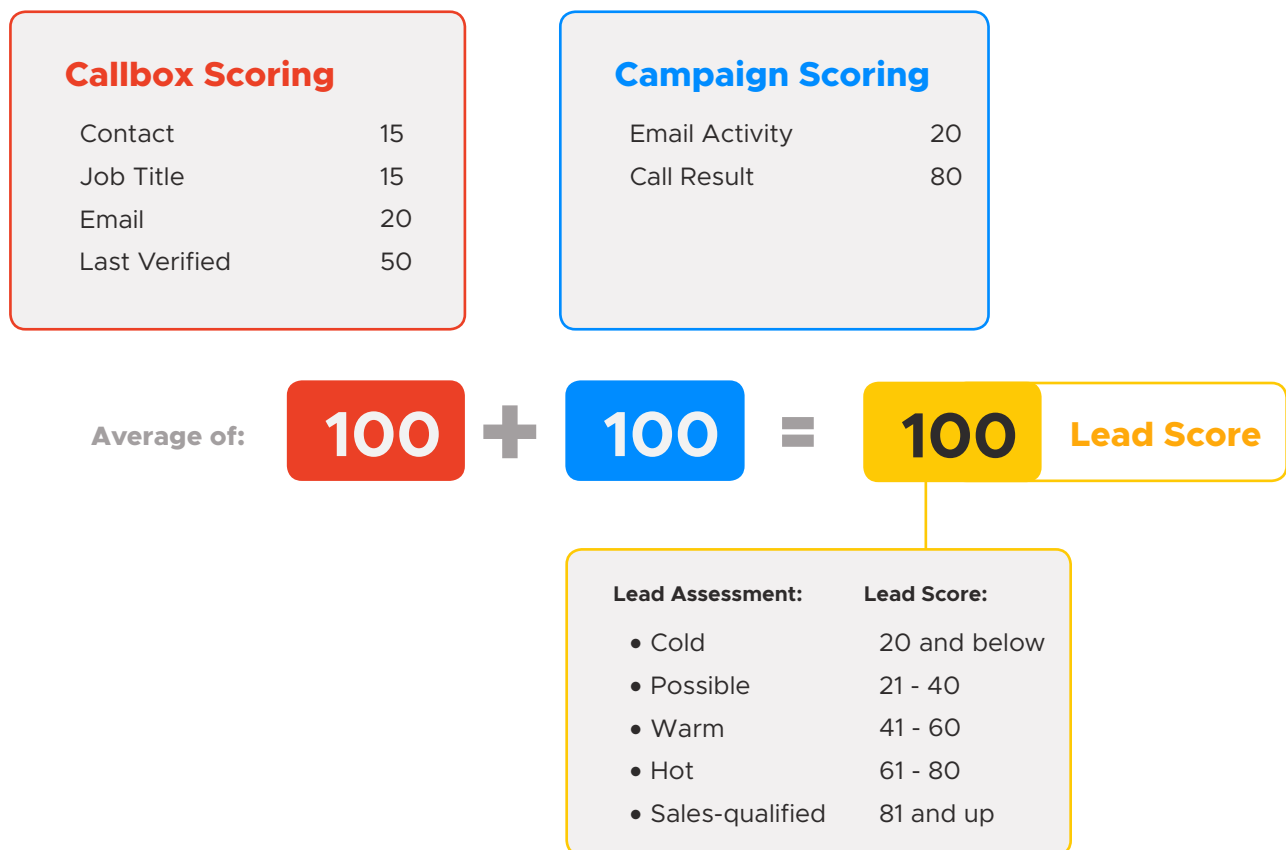 Callbox Scoring
Contact 15
Job Title 15
Email 20
Last Verified 50
Campaign Scoring
Email Activity 20
Call Result 80
Average of: 100 + 100 = 100 Lead Score
Lead Assessment: Lead Score:
• Cold 20 and below
• Possible 21 - 40
• Warm 41 - 60
• Hot 61 - 80
• Sales-qualified 81 and up